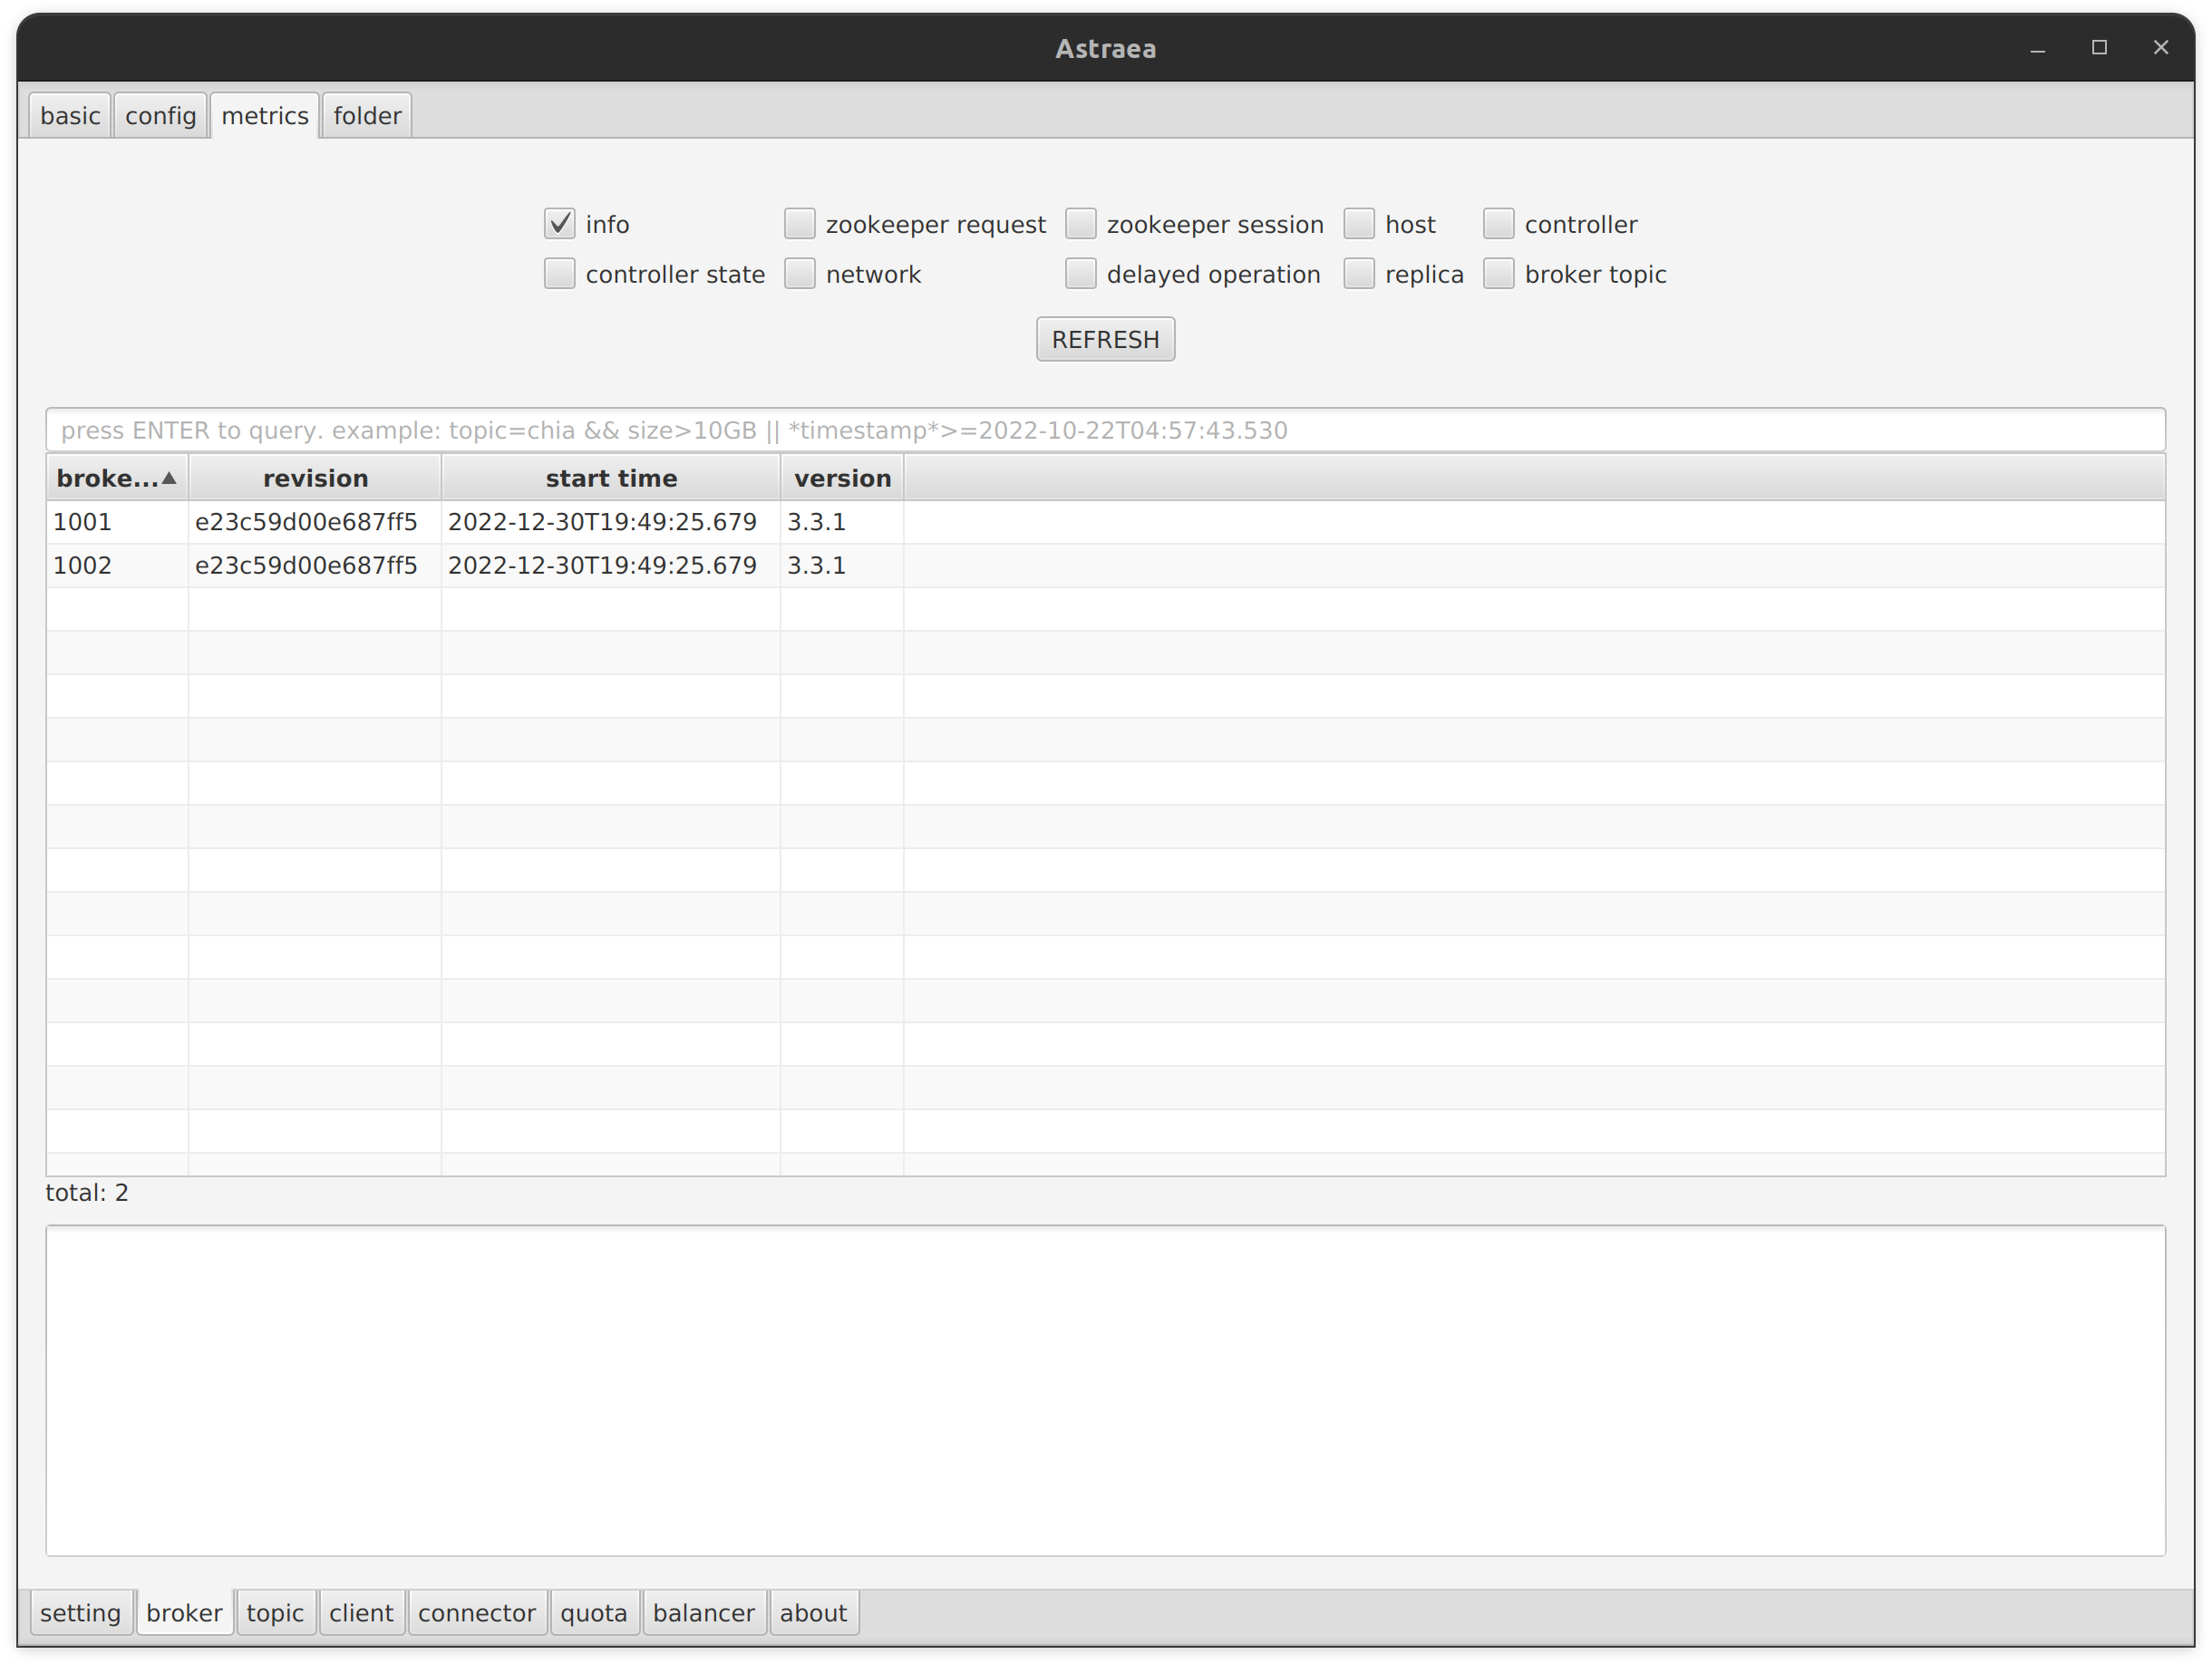 Astraea
basic config metrics folder
info zookeeper request zookeeper session host controller
controller state network delayed operation replica broker topic
REFRESH
press ENTER to query. example: topic=chia && size>10GB || *timestamp*>=2022-10-22T04:57:43.530
broke... revision start time version
1001 e23c59d00e687ff5 2022-12-30T19:49:25.679 3.3.1
1002 e23c59d00e687ff5 2022-12-30T19:49:25.679 3.3.1
total: 2
setting broker topic client connector quota balancer about